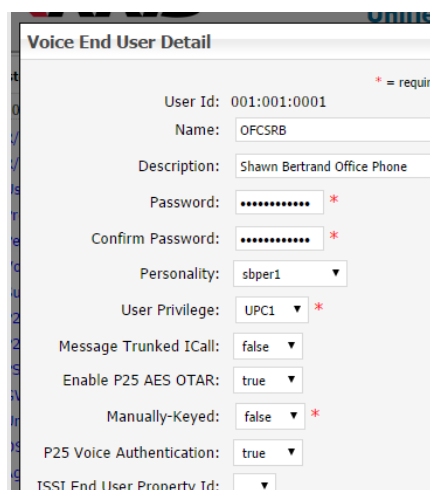 Voice End User Detail
* = requir
User Id: 001:001:0001
Name: OFCSRB
Description: Shawn Bertrand Office Phone
Password: •••••••••••• *
Confirm Password: •••••••••••• *
Personality: sbper1
User Privilege: UPC1 *
Message Trunked ICall: false
Enable P25 AES OTAR: true
Manually-Keyed: false *
P25 Voice Authentication: true
ISSI End User Property Id: